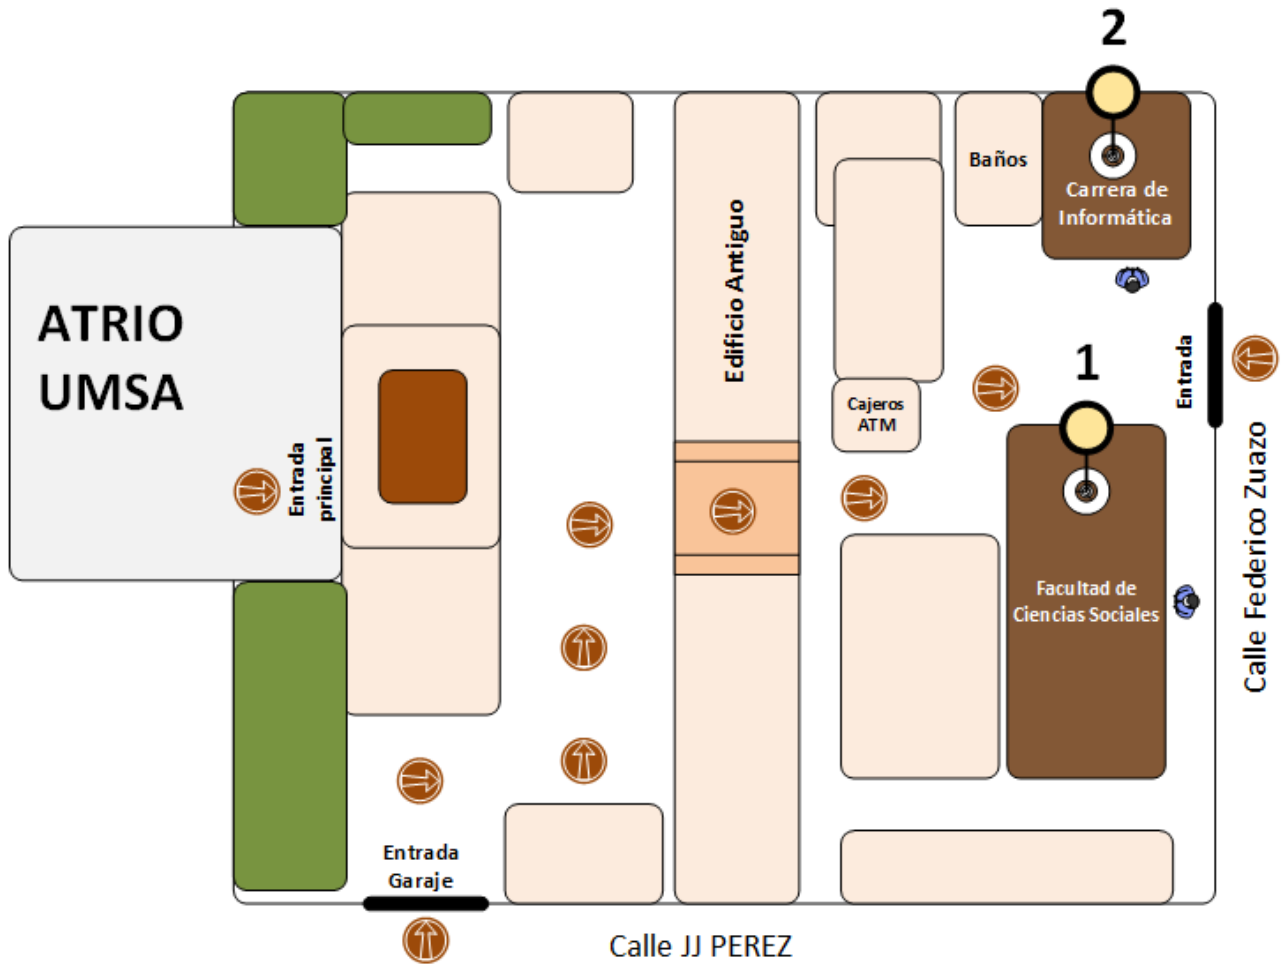 2
Baños
Carrera de
Informática
ATRIO
UMSA
Edificio Antiguo
1
Entrada
Cajeros
ATM
Entrada
principal
Calle Federico Zuazo
Facultad de
Ciencias Sociales
Entrada
Garaje
Calle JJ PEREZ